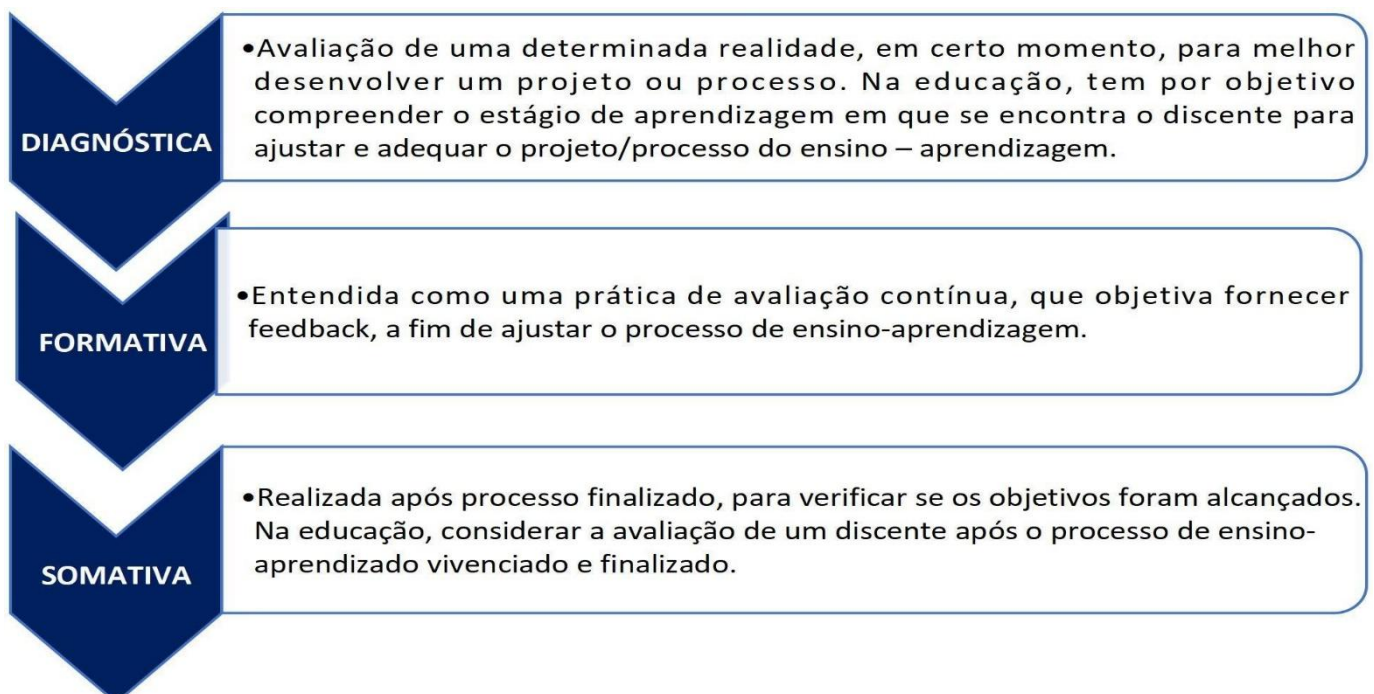 DIAGNÓSTICA
•Avaliação de uma determinada realidade, em certo momento, para melhor
desenvolver um projeto ou processo. Na educação, tem por objetivo
compreender o estágio de aprendizagem em que se encontra o discente para
ajustar e adequar o projeto/processo do ensino – aprendizagem.
FORMATIVA
•Entendida como uma prática de avaliação contínua, que objetiva fornecer
feedback, a fim de ajustar o processo de ensino-aprendizagem.
SOMATIVA
•Realizada após processo finalizado, para verificar se os objetivos foram alcançados.
Na educação, considerar a avaliação de um discente após o processo de ensino-
aprendizado vivenciado e finalizado.